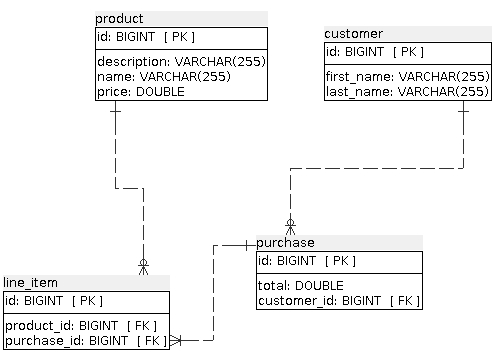 product
id: BIGINT [ PK ]
description: VARCHAR(255)
name: VARCHAR(255)
price: DOUBLE
customer
id: BIGINT [ PK ]
first_name: VARCHAR(255)
last_name: VARCHAR(255)
purchase
id: BIGINT [ PK ]
total: DOUBLE
customer_id: BIGINT [ FK ]
line_item
id: BIGINT [ PK ]
product_id: BIGINT [ FK ]
purchase_id: BIGINT [ FK ]